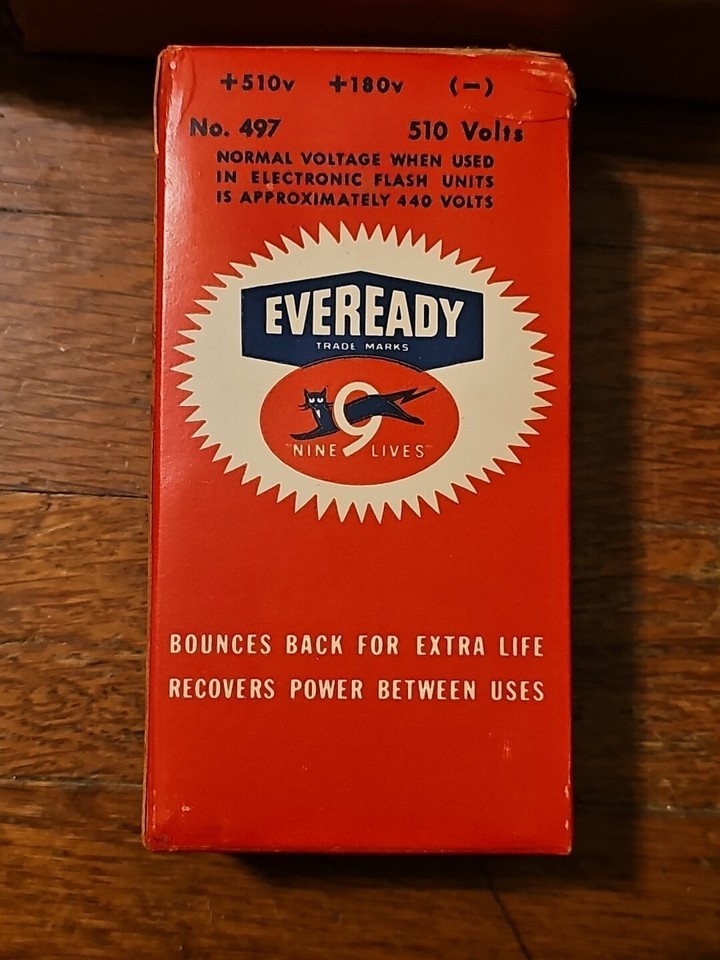 +510v +180v (−)
No. 497 510 Volts
NORMAL VOLTAGE WHEN USED
IN ELECTRONIC FLASH UNITS
IS APPROXIMATELY 440 VOLTS
EVEREADY
TRADE MARKS
9
"NINE LIVES"
BOUNCES BACK FOR EXTRA LIFE
RECOVERS POWER BETWEEN USES